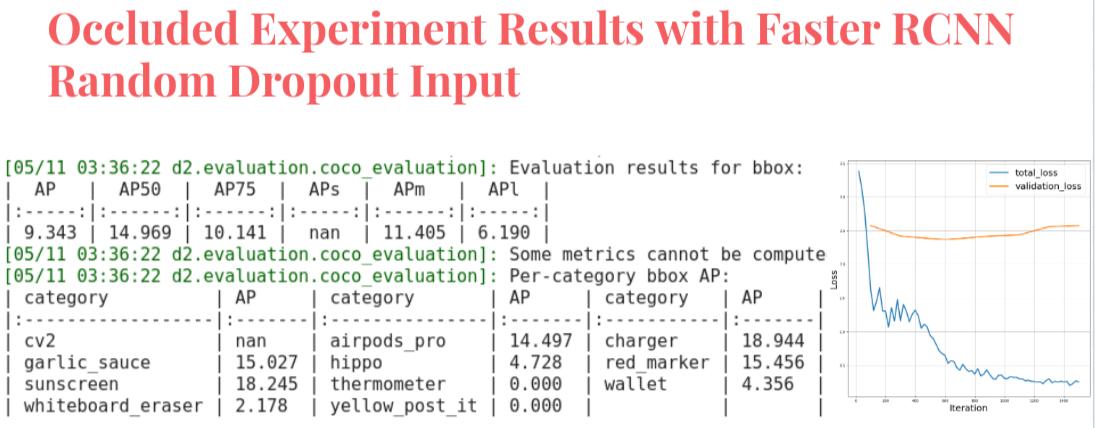 Occluded Experiment Results with Faster RCNN
Random Dropout Input
[05/11 03:36:22 d2.evaluation.coco_evaluation]: Evaluation results for bbox:
| AP | AP50 | AP75 | APs | APm | APl |
|:-----:|:------:|:------:|:-----:|:------:|:-----:|
| 9.343 | 14.969 | 10.141 | nan | 11.405 | 6.190 |
[05/11 03:36:22 d2.evaluation.coco_evaluation]: Some metrics cannot be compute
[05/11 03:36:22 d2.evaluation.coco_evaluation]: Per-category bbox AP:
| category | AP | category | AP | category | AP |
|:------------------|:-------|:----------------|:-------|:-----------|:-------|
| cv2 | nan | airpods_pro | 14.497 | charger | 18.944 |
| garlic_sauce | 15.027 | hippo | 4.728 | red_marker | 15.456 |
| sunscreen | 18.245 | thermometer | 0.000 | wallet | 4.356 |
| whiteboard_eraser | 2.178 | yellow_post_it | 0.000 | | |
total_loss
validation_loss
Loss
Iteration